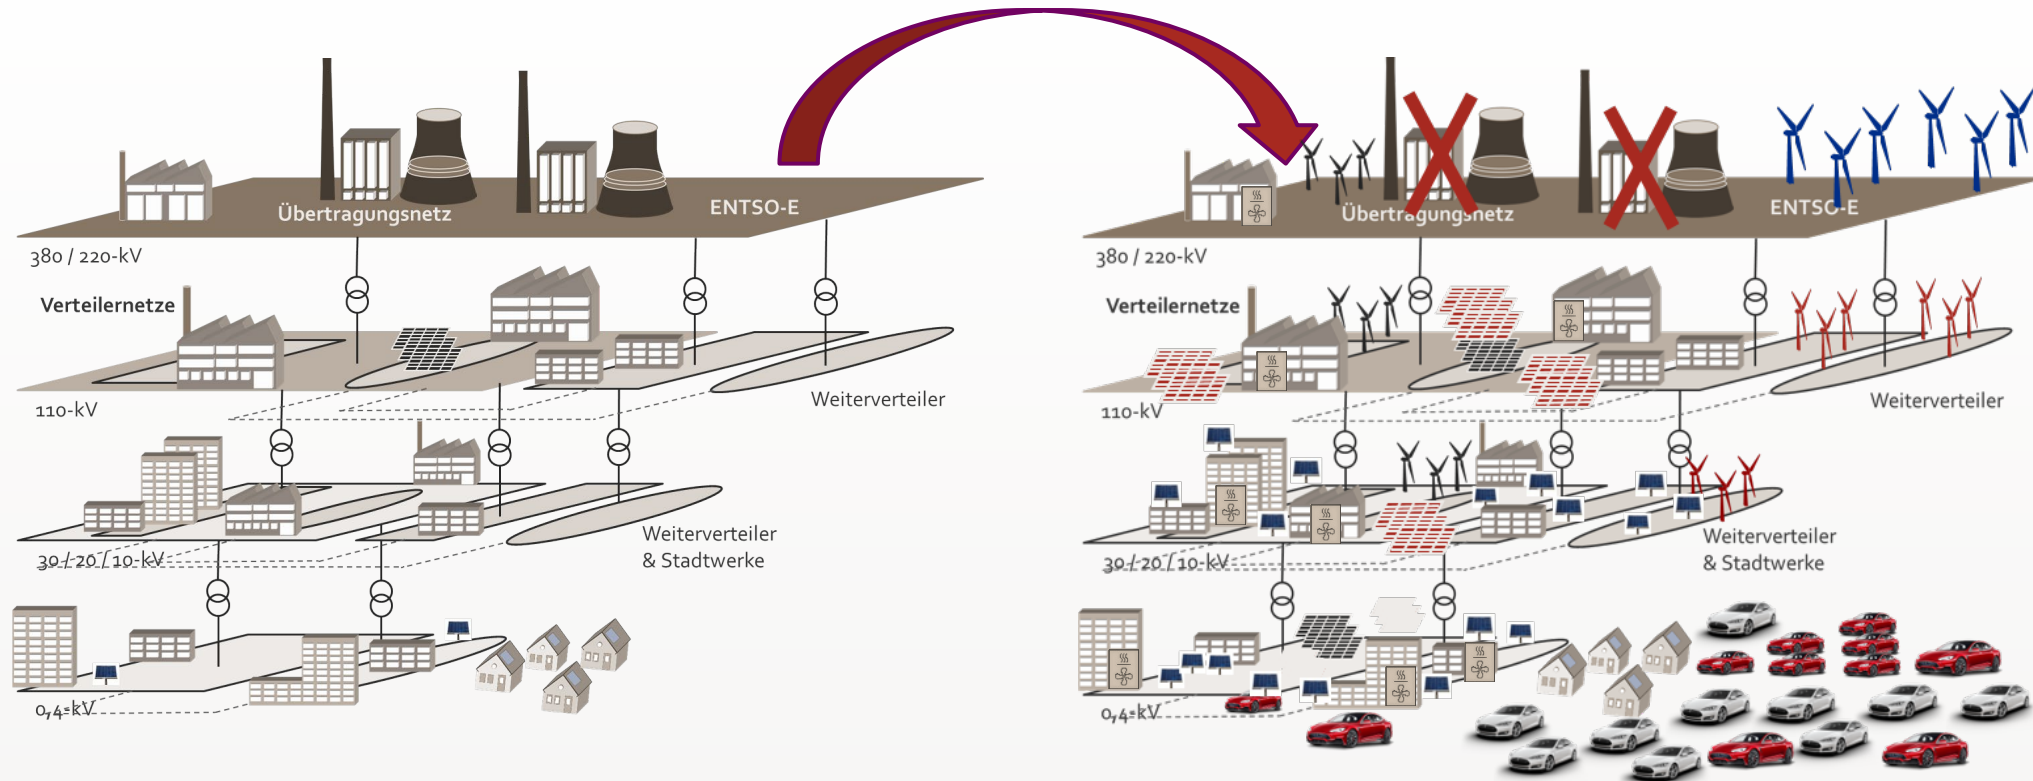 Übertragungsnetz
ENTSO-E
380 / 220-kV
Verteilernetze
110-kV
Weiterverteiler
30 / 20 / 10-kV
Weiterverteiler
& Stadtwerke
0,4-kV
Übertragungsnetz
ENTSO-E
380 / 220-kV
Verteilernetze
110-kV
Weiterverteiler
30 / 20 / 10-kV
Weiterverteiler
& Stadtwerke
0,4-kV